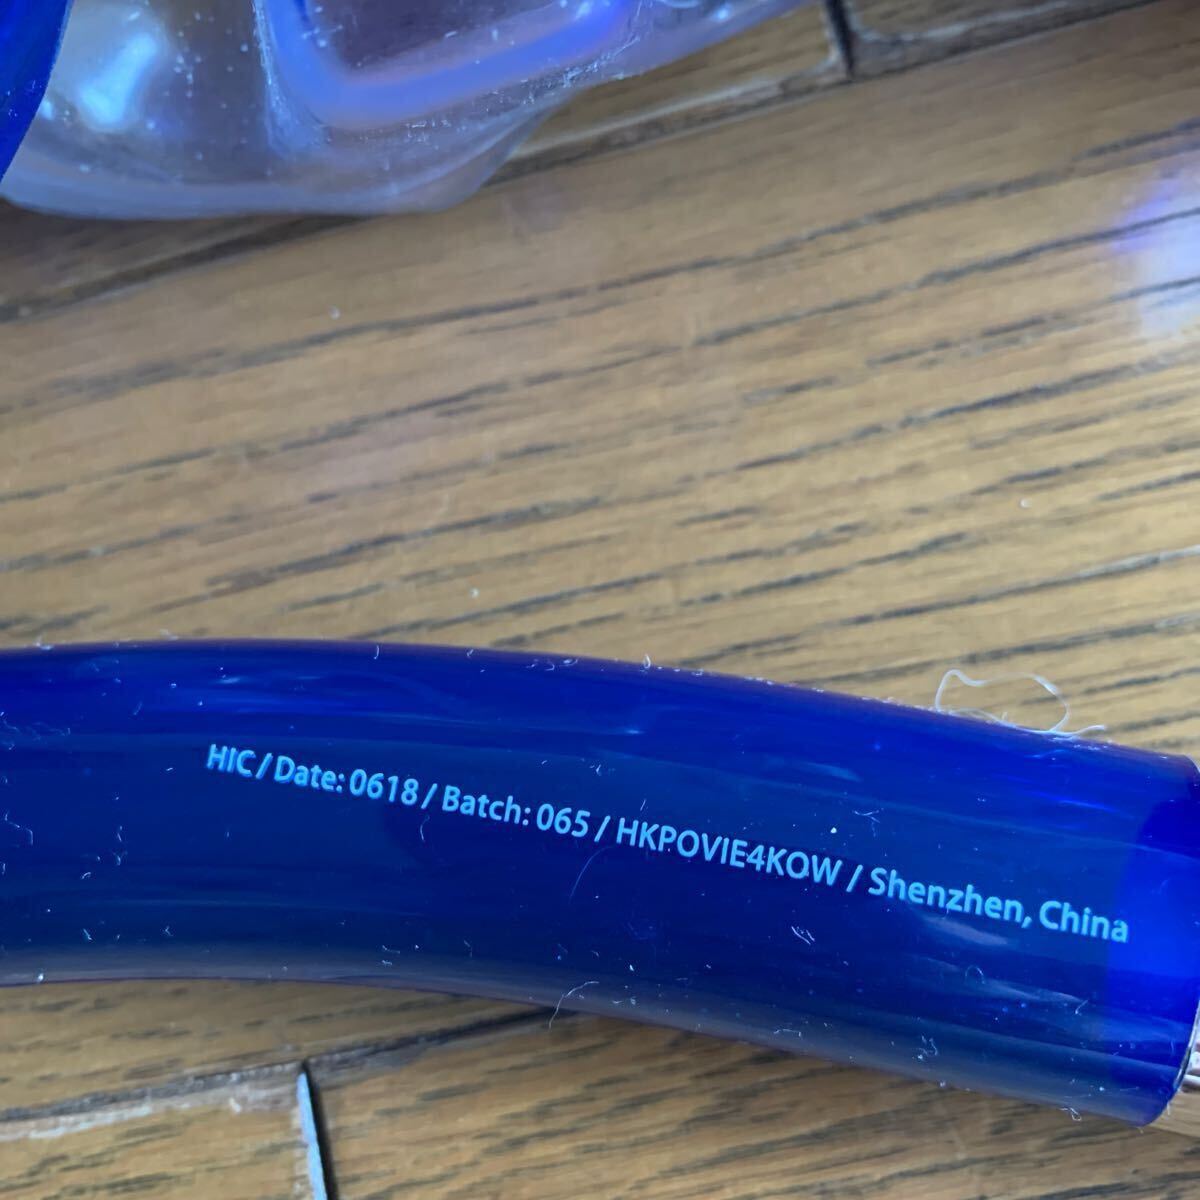 HIC / Date: 0618 / Batch: 065 / HKPOVIE4KOW / Shenzhen, China